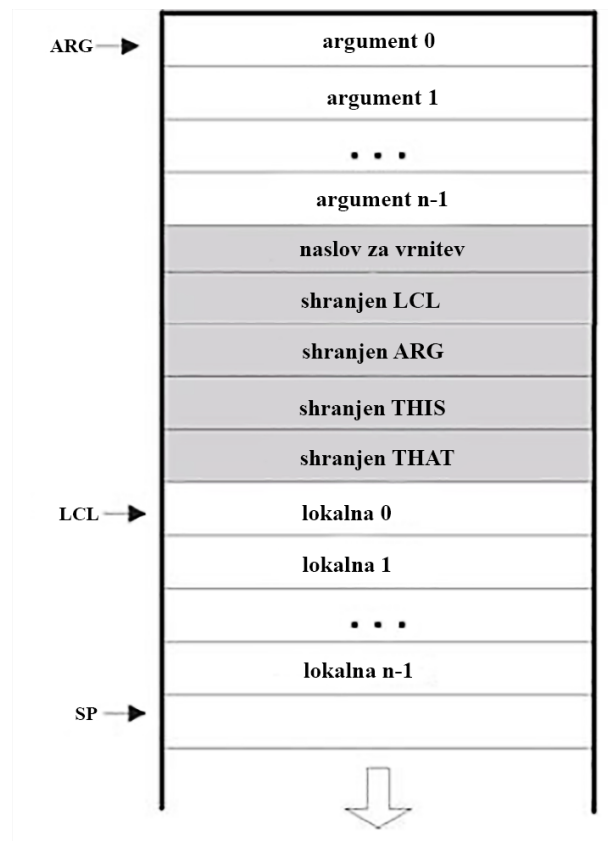 ARG
argument 0
argument 1
. . .
argument n-1
naslov za vrnitev
shranjen LCL
shranjen ARG
shranjen THIS
shranjen THAT
LCL
lokalna 0
lokalna 1
. . .
lokalna n-1
SP